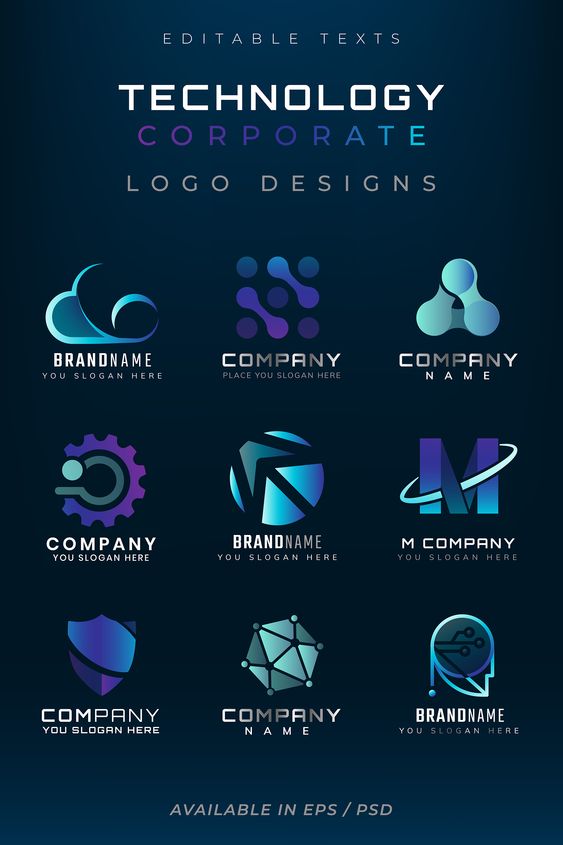 EDITABLE TEXTS
TECHNOLOGY
CORPORATE
LOGO DESIGNS
BRANDNAME
YOU SLOGAN HERE
COMPANY
PLACE YOU SLOGAN HERE
COMPANY
NAME
COMPANY
YOU SLOGAN HERE
BRANDNAME
YOU SLOGAN HERE
M
M COMPANY
YOU SLOGAN HERE
COMPANY
YOU SLOGAN HERE
COMPANY
NAME
BRANDNAME
YOU SLOGAN HERE
AVAILABLE IN EPS / PSD